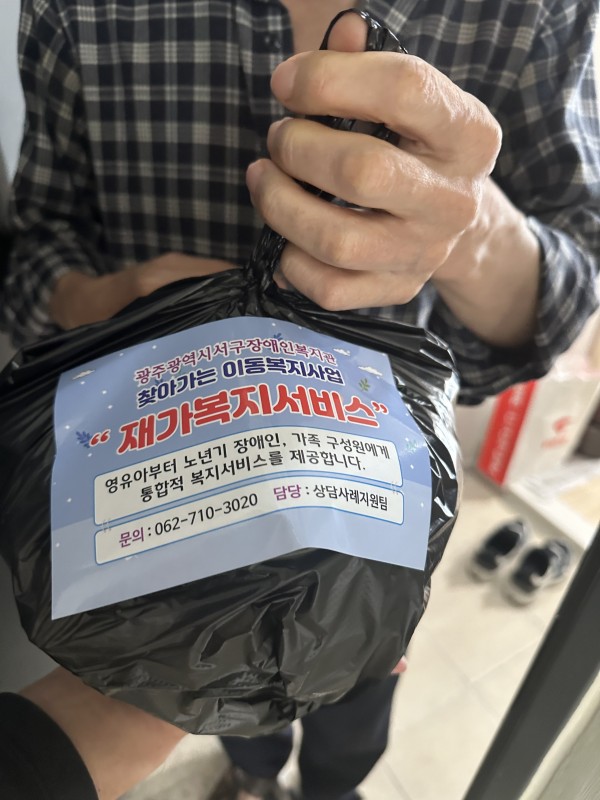 광주광역시서구장애인복지관
찾아가는 이동복지사업
“ 재가복지서비스 ”
영유아부터 노년기 장애인, 가족 구성원에게
통합적 복지서비스를 제공합니다.
문의 : 062-710-3020 담당 : 상담사례지원팀